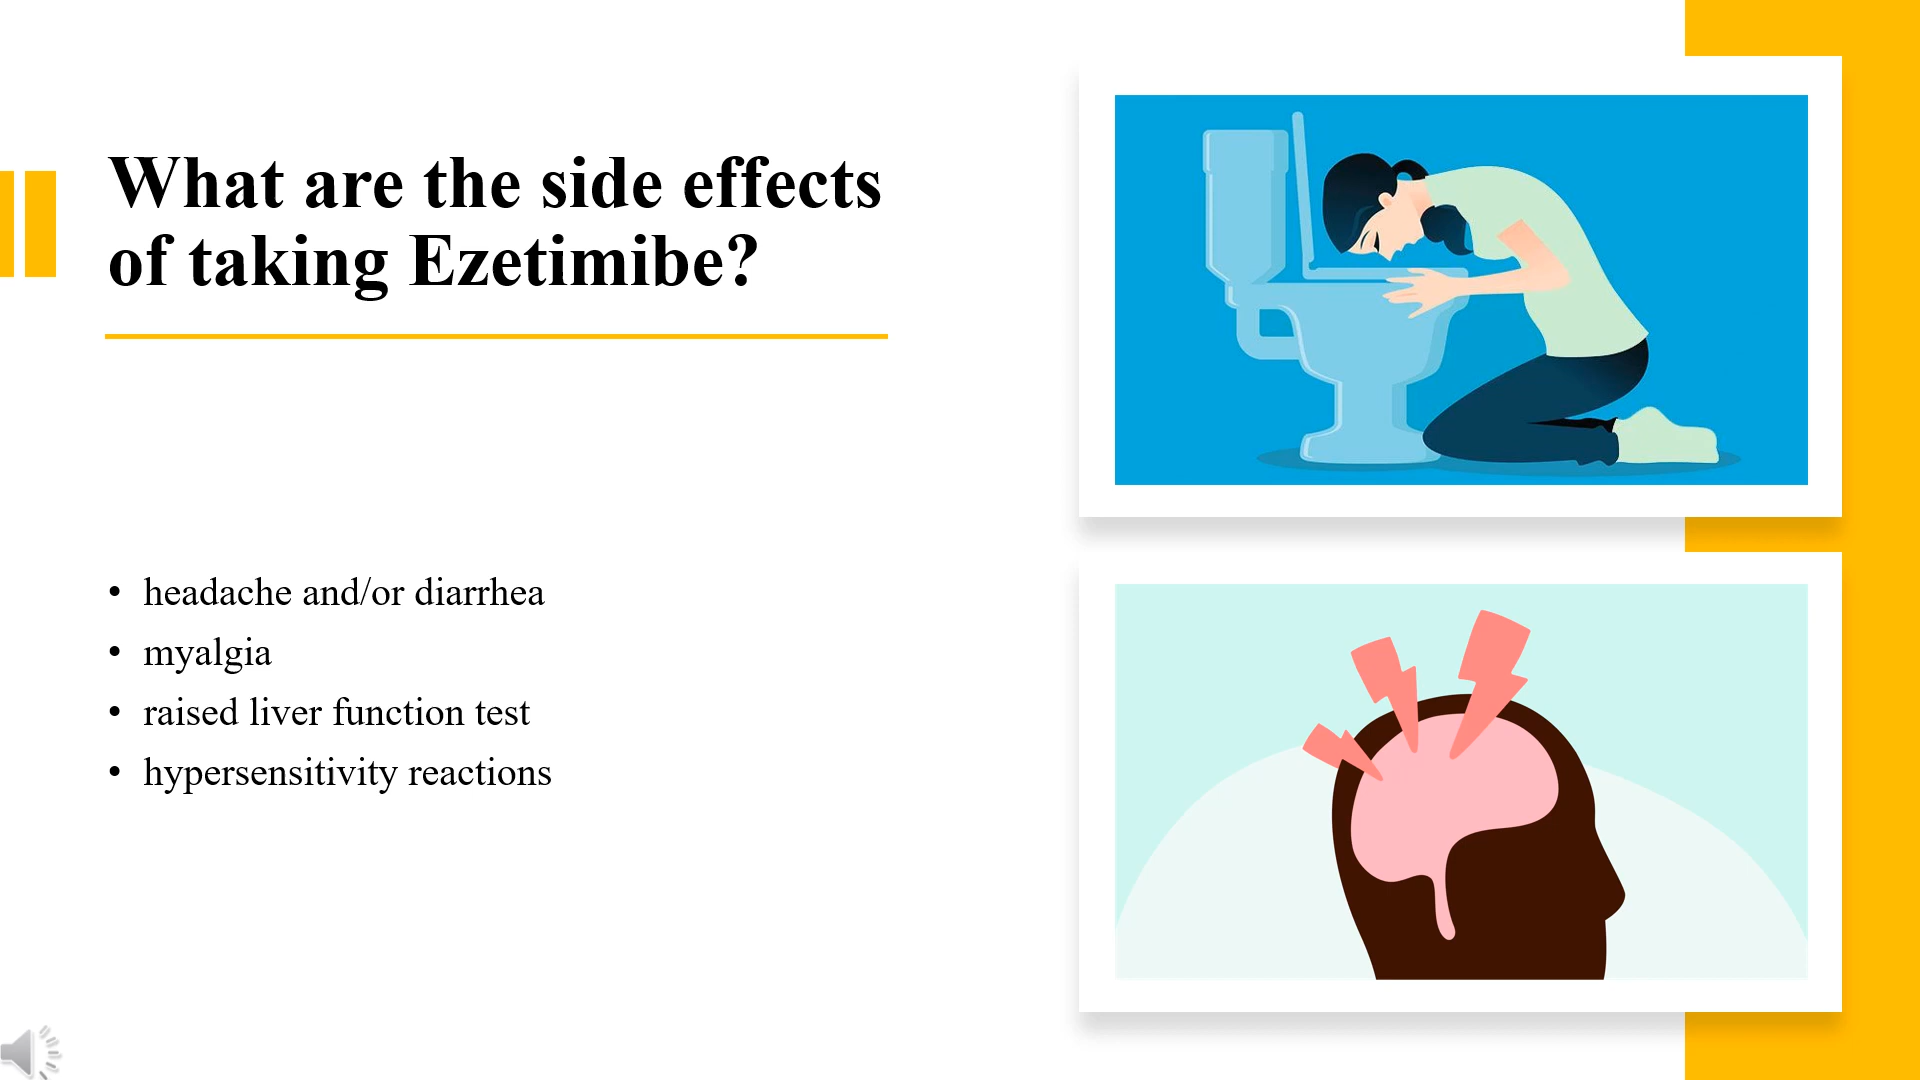 What are the side effects
of taking Ezetimibe?
• headache and/or diarrhea
• myalgia
• raised liver function test
• hypersensitivity reactions